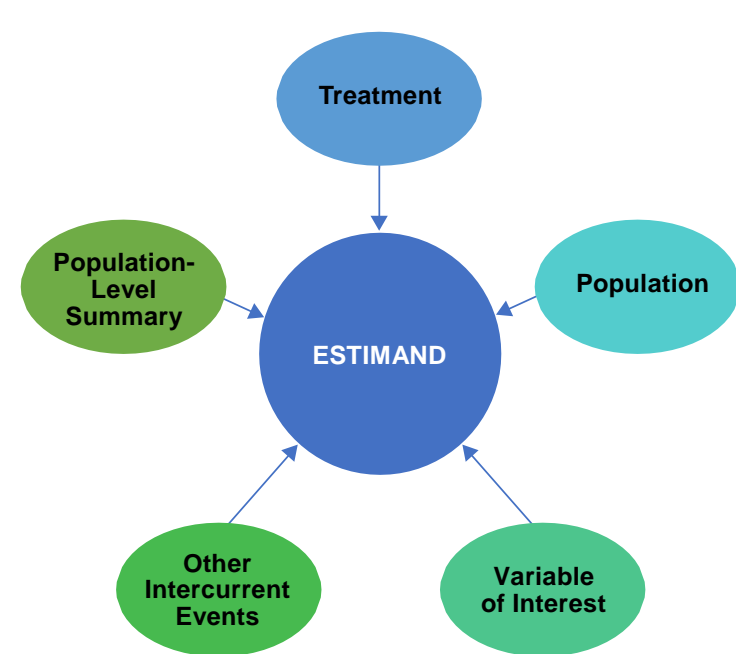 Treatment
Population-
Level
Summary
Population
ESTIMAND
Other
Intercurrent
Events
Variable
of Interest